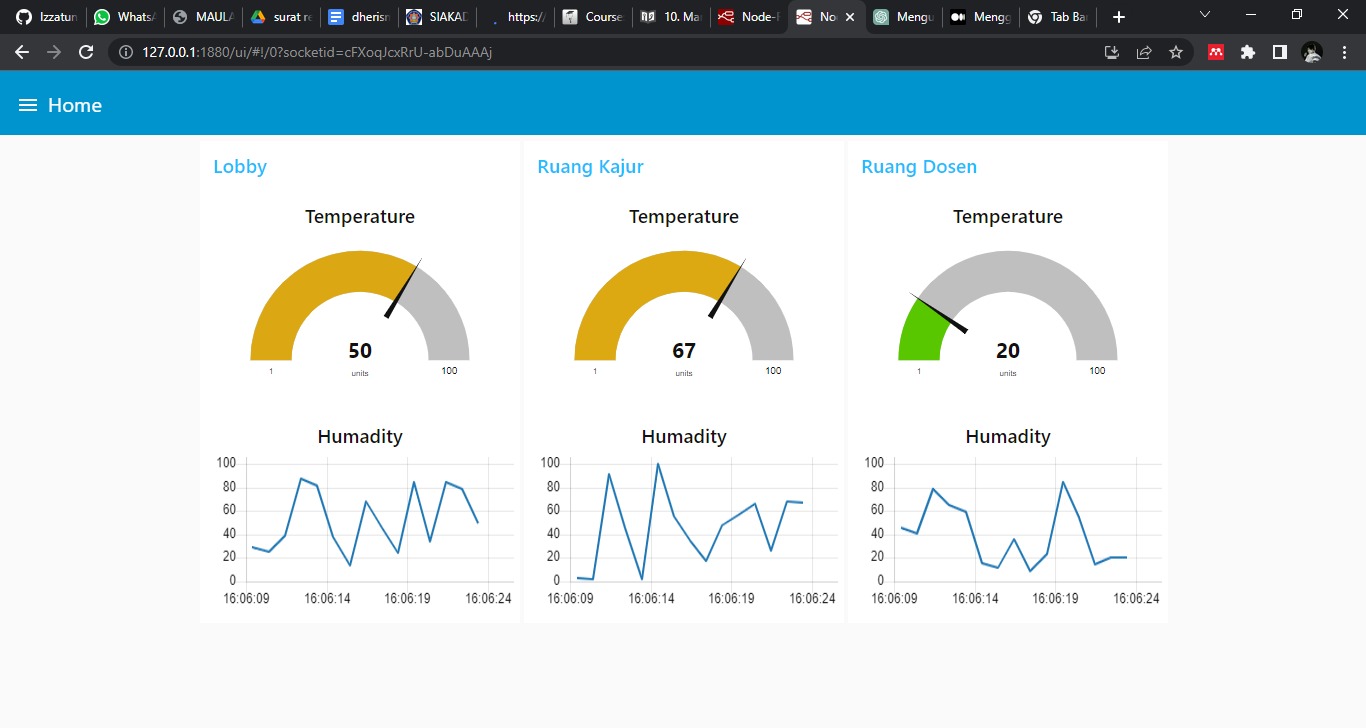 Izzatun
WhatsA
MAULA
surat re
dherism
SIAKAD
https://
Course
10. Ma
Node-R
No
Mengu
Mengg
Tab Ba
127.0.0.1:1880/ui/#!/0?socketid=cFXoqJcxRrU-abDuAAAj
Home
Lobby
Temperature
50
units
1
100
Humadity
100
80
60
40
20
0
16:06:09 16:06:14 16:06:19 16:06:24
Ruang Kajur
Temperature
67
units
1
100
Humadity
100
80
60
40
20
0
16:06:09 16:06:14 16:06:19 16:06:24
Ruang Dosen
Temperature
20
units
1
100
Humadity
100
80
60
40
20
0
16:06:09 16:06:14 16:06:19 16:06:24